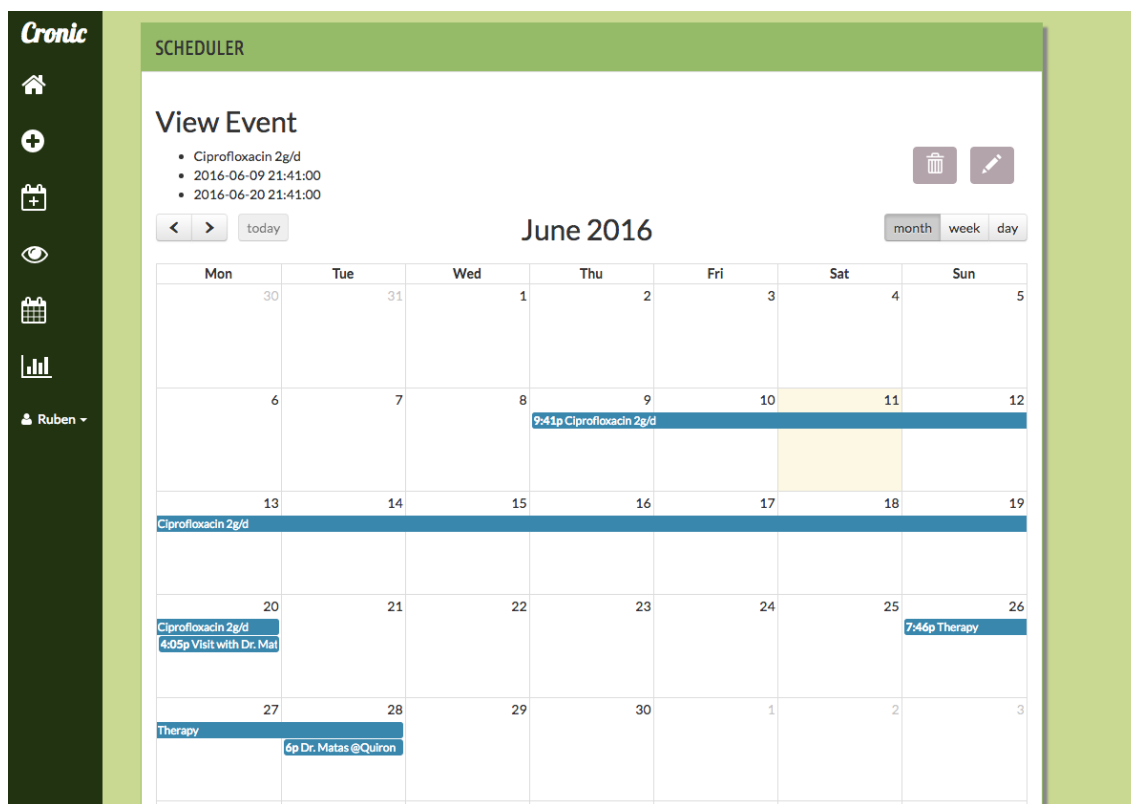 Cronic
SCHEDULER
View Event
Ciprofloxacin 2g/d
2016-06-09 21:41:00
2016-06-20 21:41:00
today
June 2016
month week day
Mon Tue Wed Thu Fri Sat Sun
30 31 1 2 3 4 5
6 7 8 9 10 11 12
9:41p Ciprofloxacin 2g/d
Ruben
13 14 15 16 17 18 19
Ciprofloxacin 2g/d
20 21 22 23 24 25 26
Ciprofloxacin 2g/d
7:46p Therapy
4:05p Visit with Dr. Mat
27 28 29 30 1 2 3
Therapy
6p Dr. Matas @Quiron